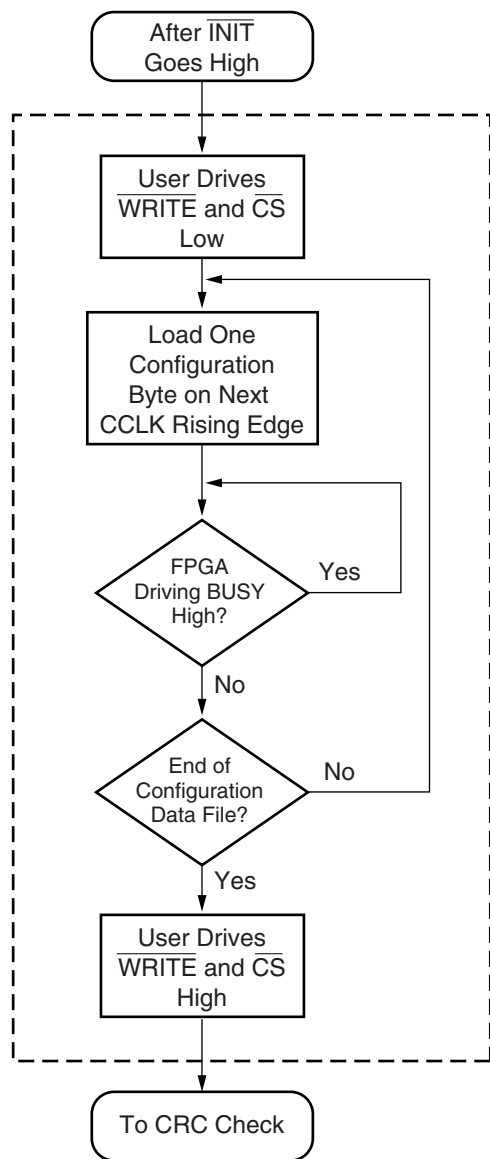 After INIT
Goes High
User Drives
WRITE and CS
Low
Load One
Configuration
Byte on Next
CCLK Rising Edge
FPGA
Driving BUSY
High?
Yes
No
End of
Configuration
Data File?
No
Yes
User Drives
WRITE and CS
High
To CRC Check